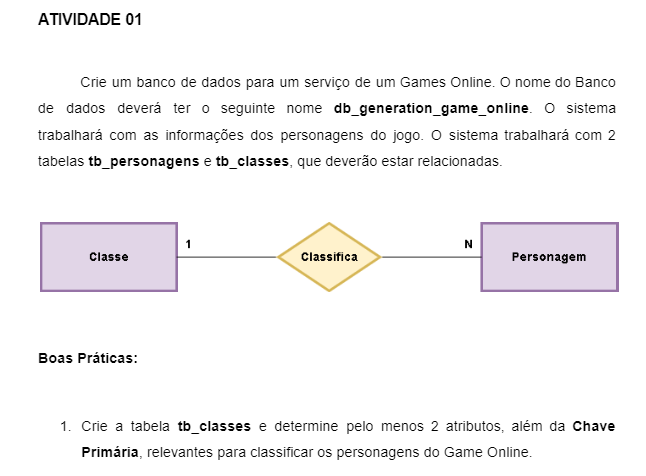 ATIVIDADE 01
Crie um banco de dados para um serviço de um Games Online. O nome do Banco
de dados deverá ter o seguinte nome db_generation_game_online. O sistema
trabalhará com as informações dos personagens do jogo. O sistema trabalhará com 2
tabelas tb_personagens e tb_classes, que deverão estar relacionadas.
Classe 1 Classifica N Personagem
Boas Práticas:
1. Crie a tabela tb_classes e determine pelo menos 2 atributos, além da Chave
Primária, relevantes para classificar os personagens do Game Online.